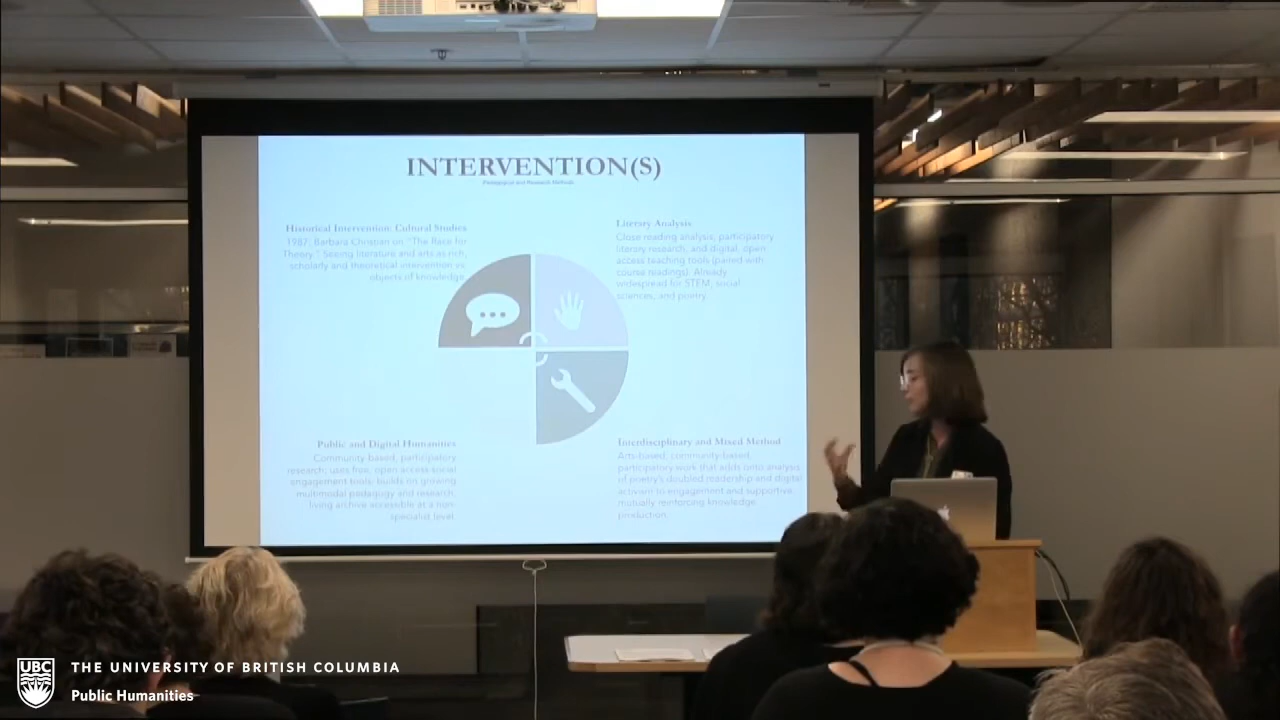 INTERVENTION(S)
Pedagogical and Research Methods
Historical Intervention: Cultural Studies
1987: Barbara Christian on "The Race for
Theory." Seeing literature and arts as rich,
scholarly and theoretical intervention vs.
objects of knowledge.
Literary Analysis
Close reading analysis, participatory
literary research, and digital, open
access teaching tools (paired with
course readings). Already
widespread for STEM, social
sciences, and poetry.
Public and Digital Humanities
Community based, participatory
research: uses free, open access social
engagement tools, builds on growing
multimodal pedagogy and research,
living archive accessible as a non-
specialist level.
Interdisciplinary and Mixed Method
Arts-based, community-based,
participatory work that adds onto analysis
of poetry's doubled readership and digital
activism to engagement and supportive
mutually reinforcing knowledge
production.
UBC
THE UNIVERSITY OF BRITISH COLUMBIA
Public Humanities